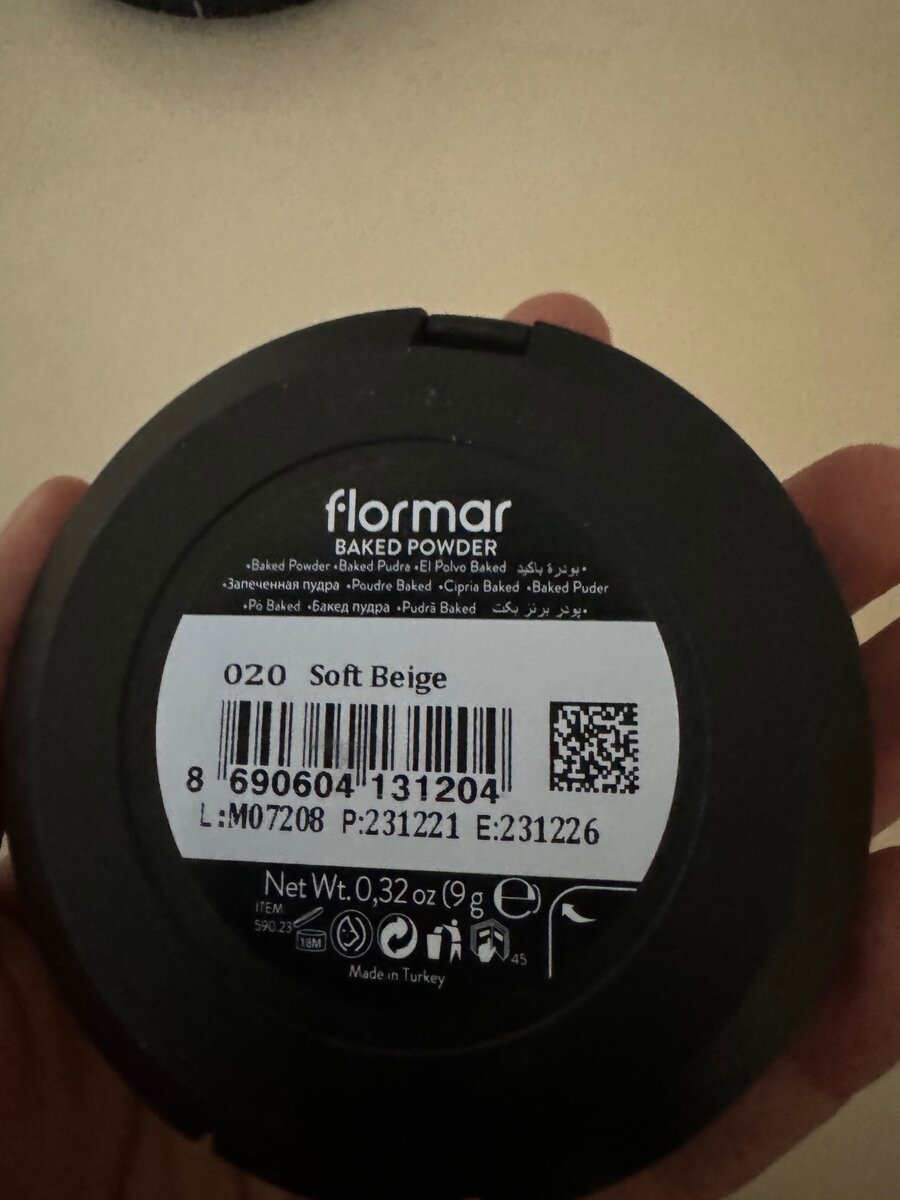 flormar
BAKED POWDER
•Baked Powder •Baked Pudra •El Polvo Baked بودرة باكيد•
•Запеченная пудра •Poudre Baked •Cipria Baked •Baked Puder
•Pó Baked •Бакед пудра •Pudră Baked پودر برنز بکت•
020 Soft Beige
8 690604 131204
L:M07208 P:231221 E:231226
Net Wt. 0,32 oz (9 g ℮)
ITEM
590.23
18M
45
Made in Turkey